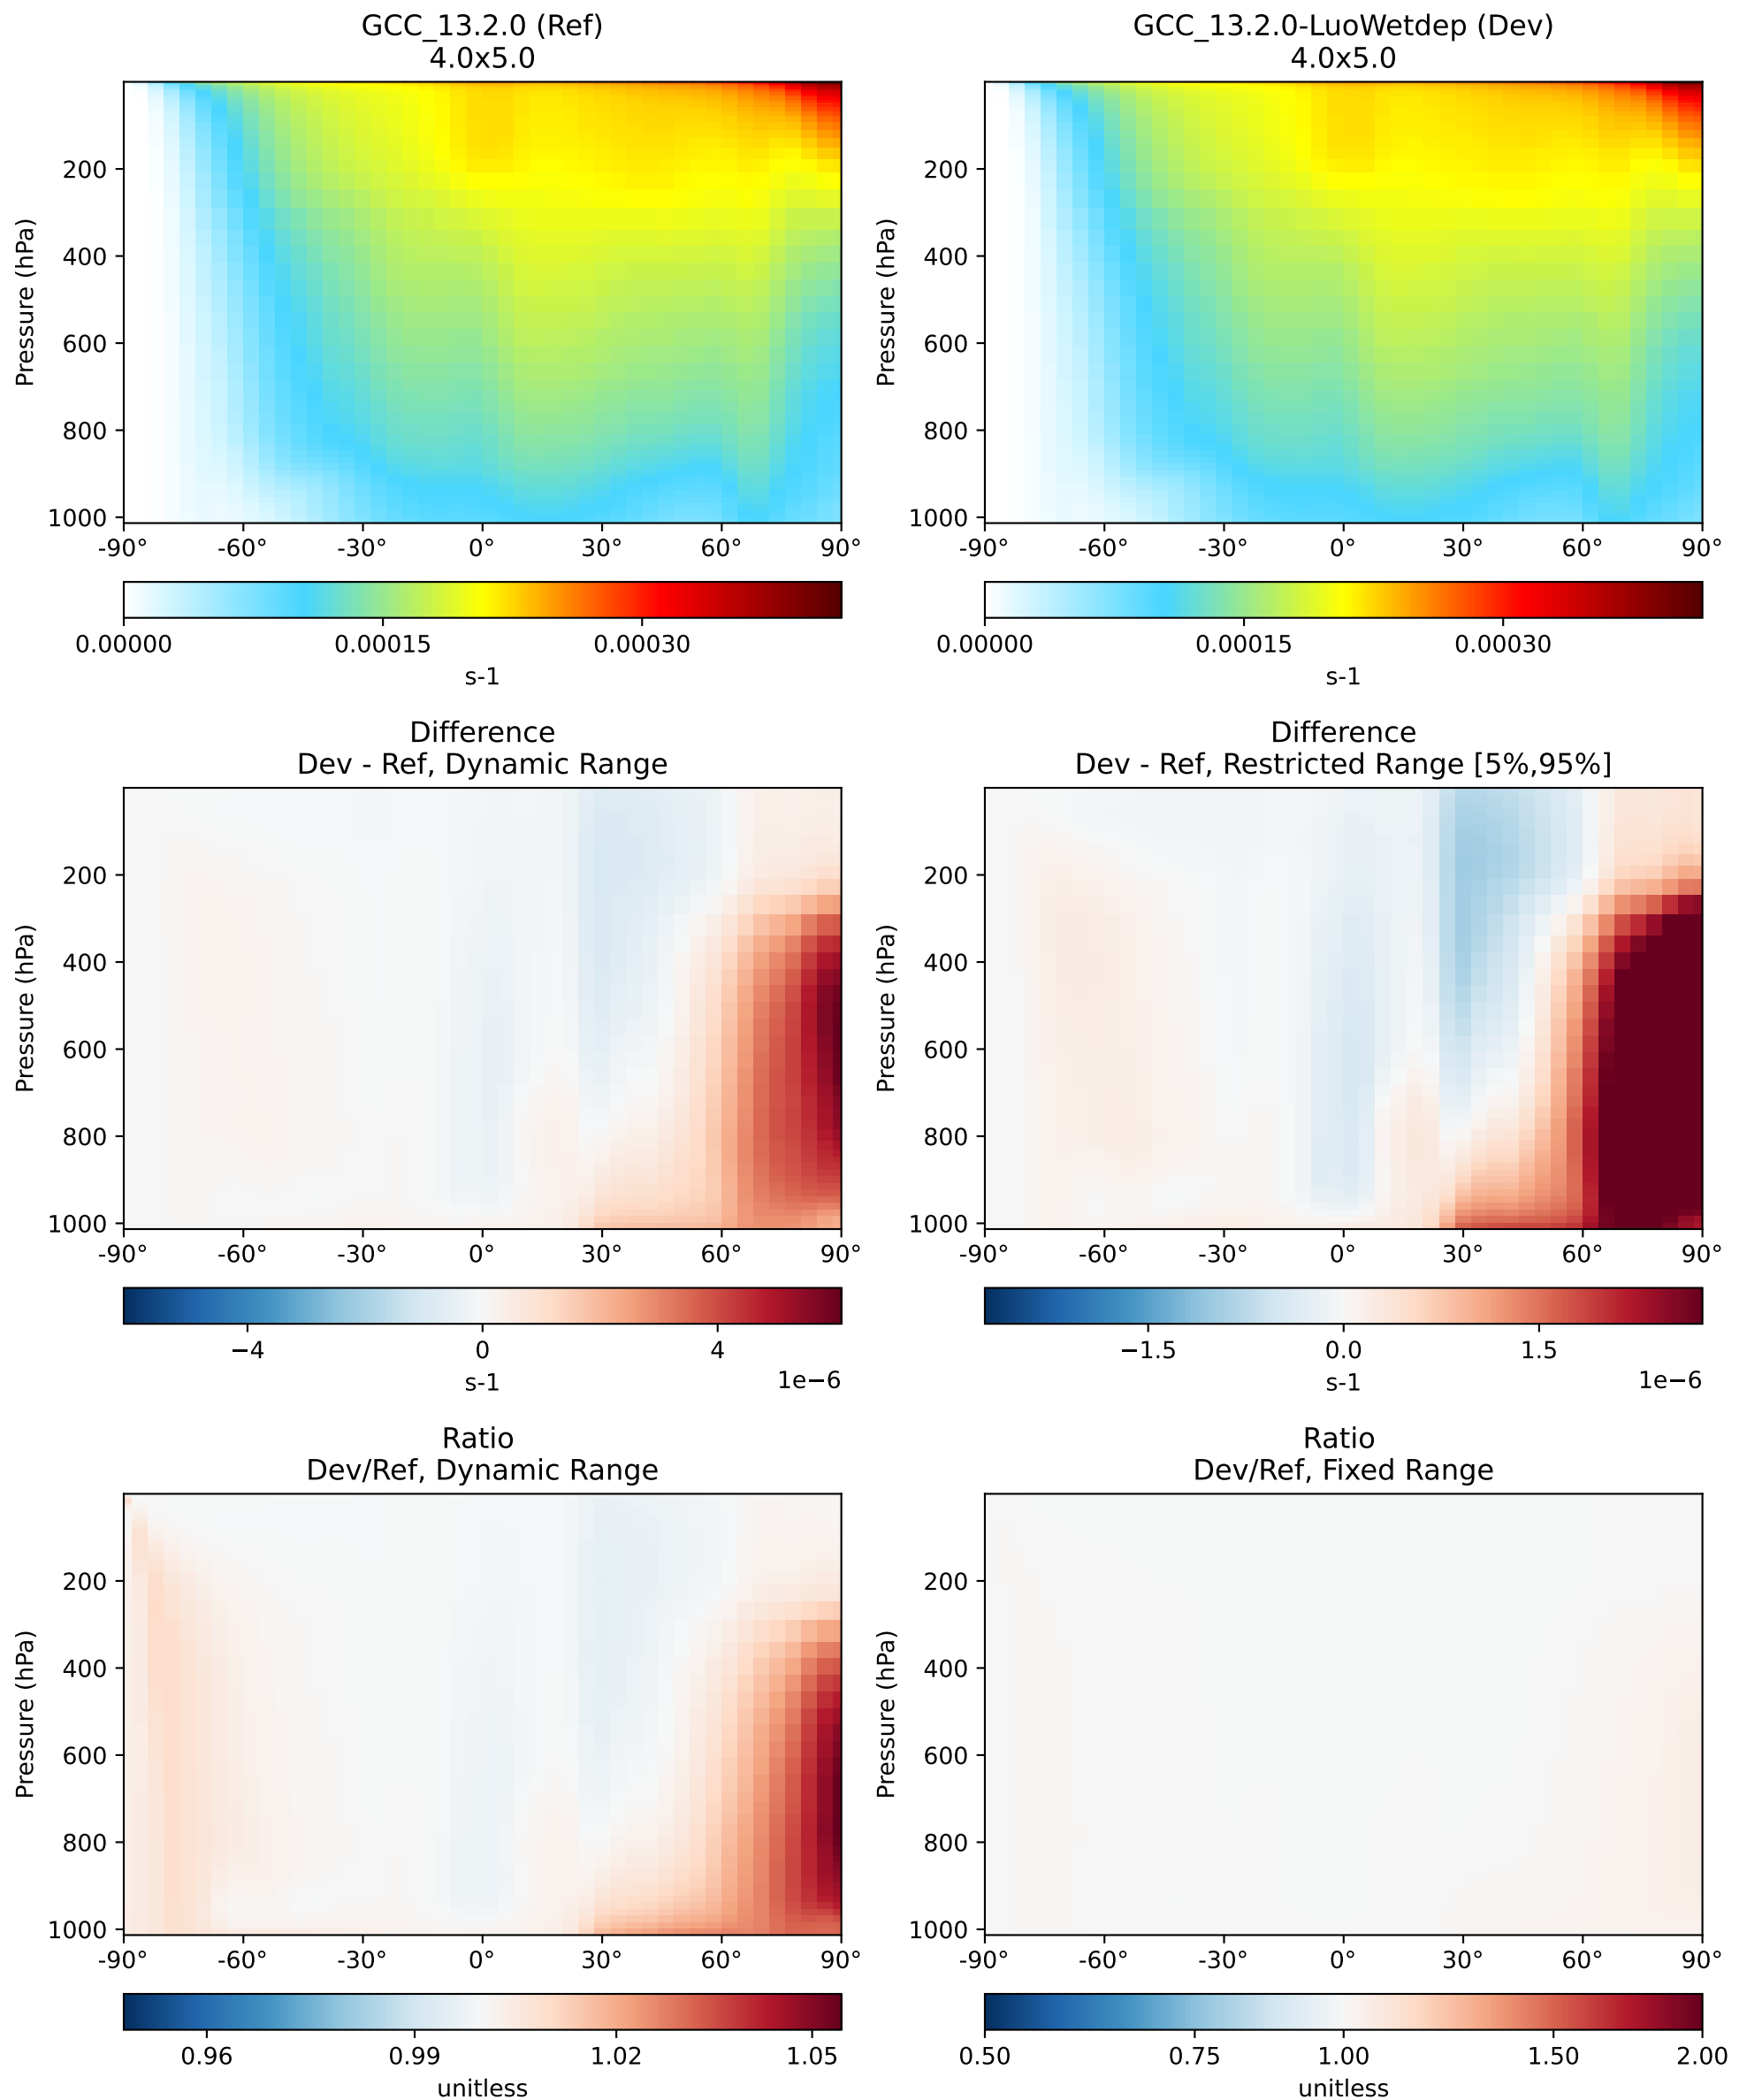 GCC_13.2.0 (Ref)
4.0x5.0
Pressure (hPa)
200
400
600
800
1000
-90° -60° -30° 0° 30° 60° 90°
0.00000 0.00015 0.00030
s-1
GCC_13.2.0-LuoWetdep (Dev)
4.0x5.0
Pressure (hPa)
200
400
600
800
1000
-90° -60° -30° 0° 30° 60° 90°
0.00000 0.00015 0.00030
s-1
Difference
Dev - Ref, Dynamic Range
Pressure (hPa)
200
400
600
800
1000
-90° -60° -30° 0° 30° 60° 90°
−4 0 4
s-1 1e−6
Difference
Dev - Ref, Restricted Range [5%,95%]
Pressure (hPa)
200
400
600
800
1000
-90° -60° -30° 0° 30° 60° 90°
−1.5 0.0 1.5
s-1 1e−6
Ratio
Dev/Ref, Dynamic Range
Pressure (hPa)
200
400
600
800
1000
-90° -60° -30° 0° 30° 60° 90°
0.96 0.99 1.02 1.05
unitless
Ratio
Dev/Ref, Fixed Range
Pressure (hPa)
200
400
600
800
1000
-90° -60° -30° 0° 30° 60° 90°
0.50 0.75 1.00 1.50 2.00
unitless